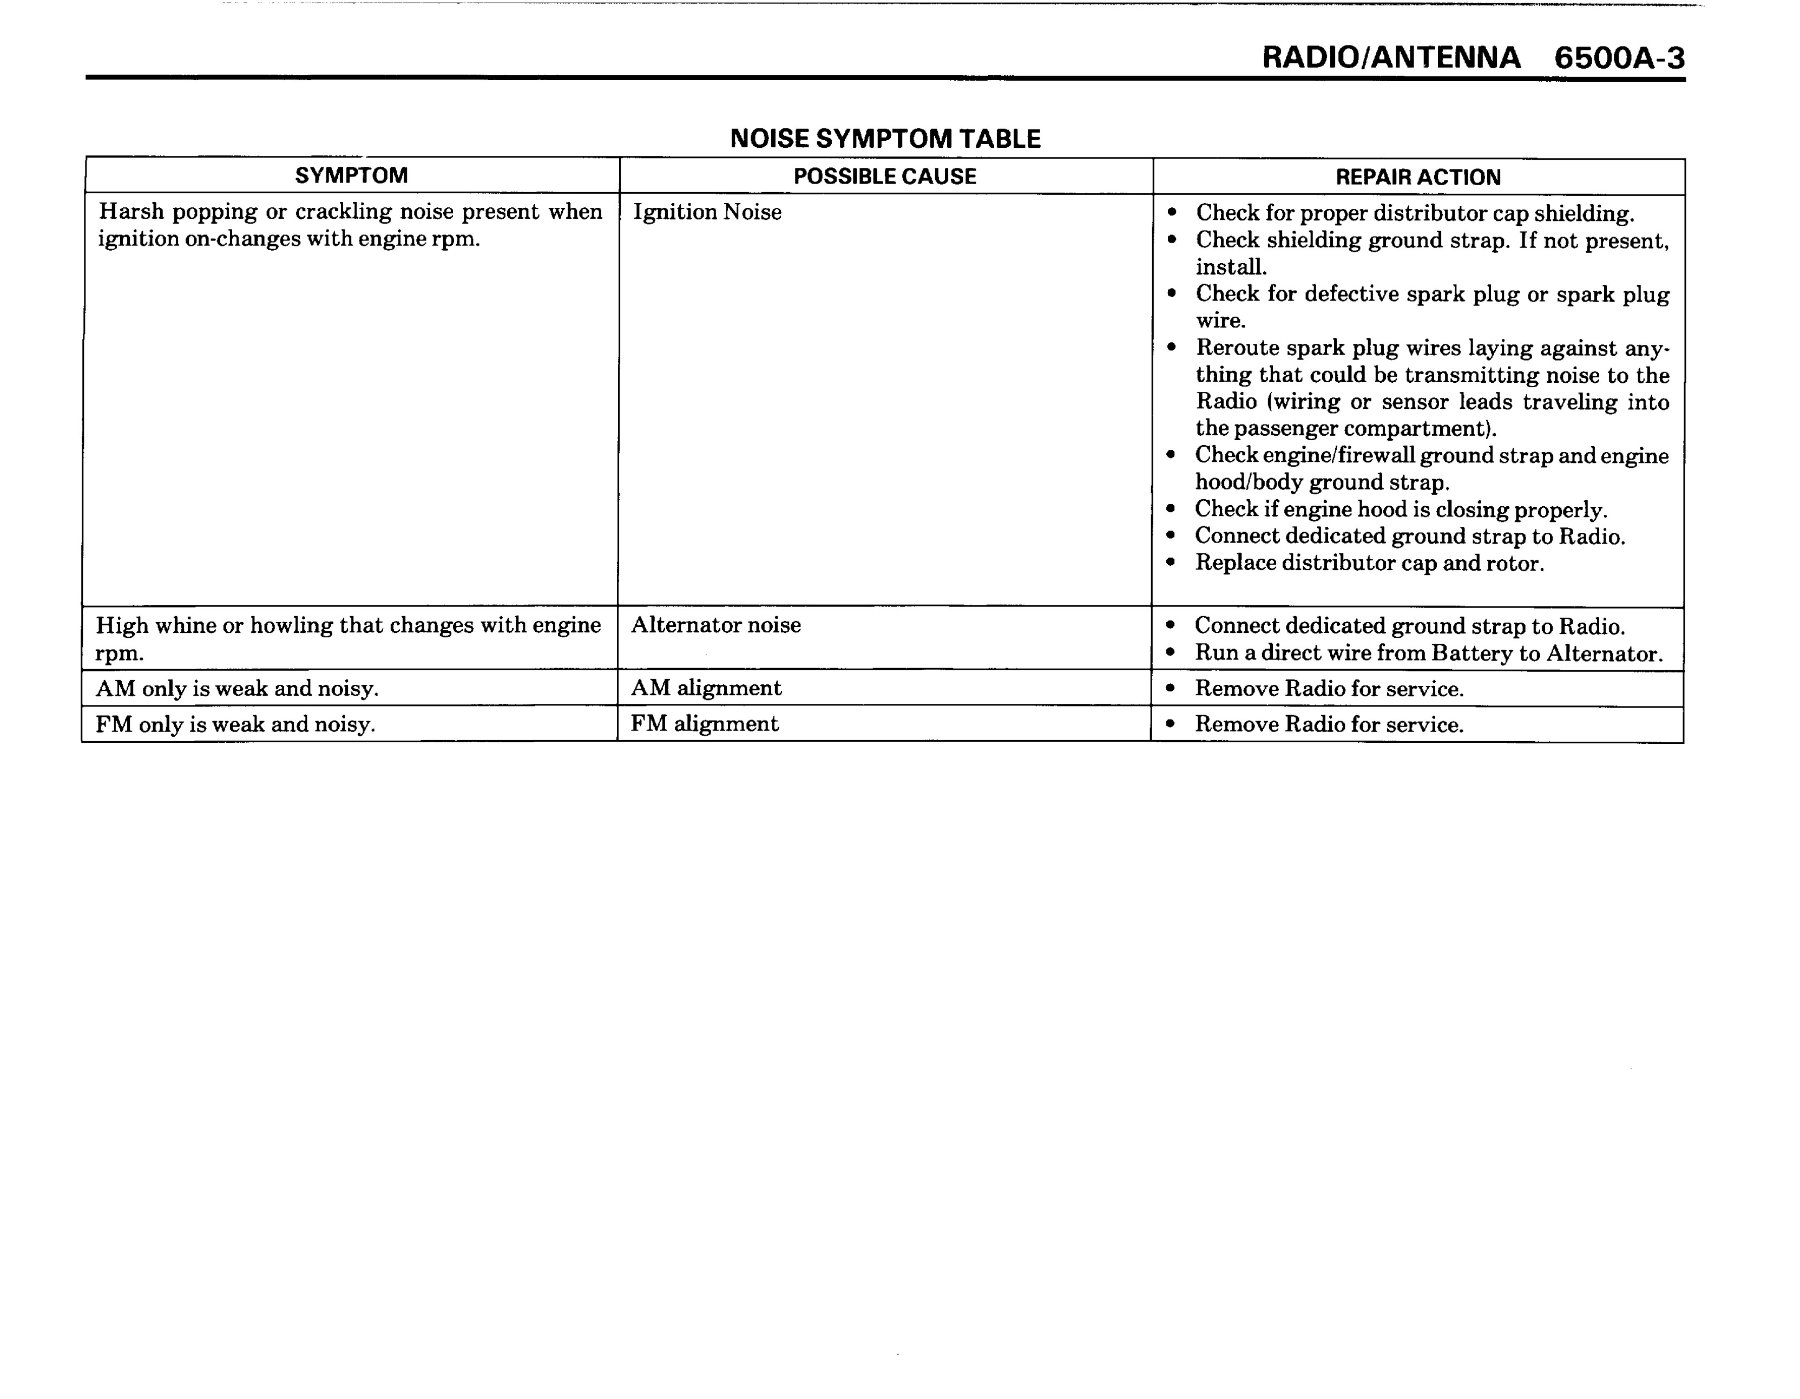 RADIO/ANTENNA 6500A-3
NOISE SYMPTOM TABLE
SYMPTOM
POSSIBLE CAUSE
REPAIR ACTION
Harsh popping or crackling noise present when
ignition on-changes with engine rpm.
Ignition Noise
• Check for proper distributor cap shielding.
• Check shielding ground strap. If not present,
install.
• Check for defective spark plug or spark plug
wire.
• Reroute spark plug wires laying against any-
thing that could be transmitting noise to the
Radio (wiring or sensor leads traveling into
the passenger compartment).
• Check engine/firewall ground strap and engine
hood/body ground strap.
• Check if engine hood is closing properly.
• Connect dedicated ground strap to Radio.
• Replace distributor cap and rotor.
High whine or howling that changes with engine
rpm.
Alternator noise
• Connect dedicated ground strap to Radio.
• Run a direct wire from Battery to Alternator.
AM only is weak and noisy.
AM alignment
• Remove Radio for service.
FM only is weak and noisy.
FM alignment
• Remove Radio for service.